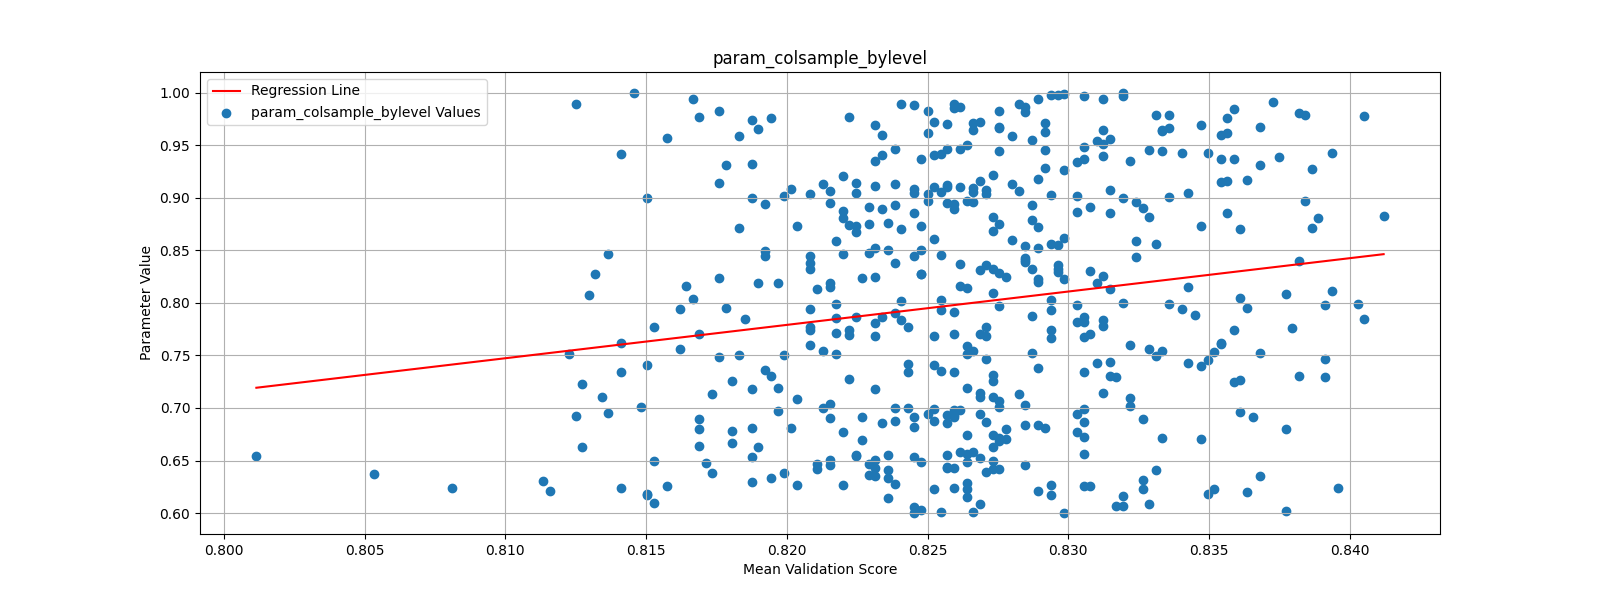 param_colsample_bylevel
Regression Line
param_colsample_bylevel Values
1.00
0.95
0.90
0.85
0.80
0.75
0.70
0.65
0.60
Parameter Value
0.800 0.805 0.810 0.815 0.820 0.825 0.830 0.835 0.840
Mean Validation Score